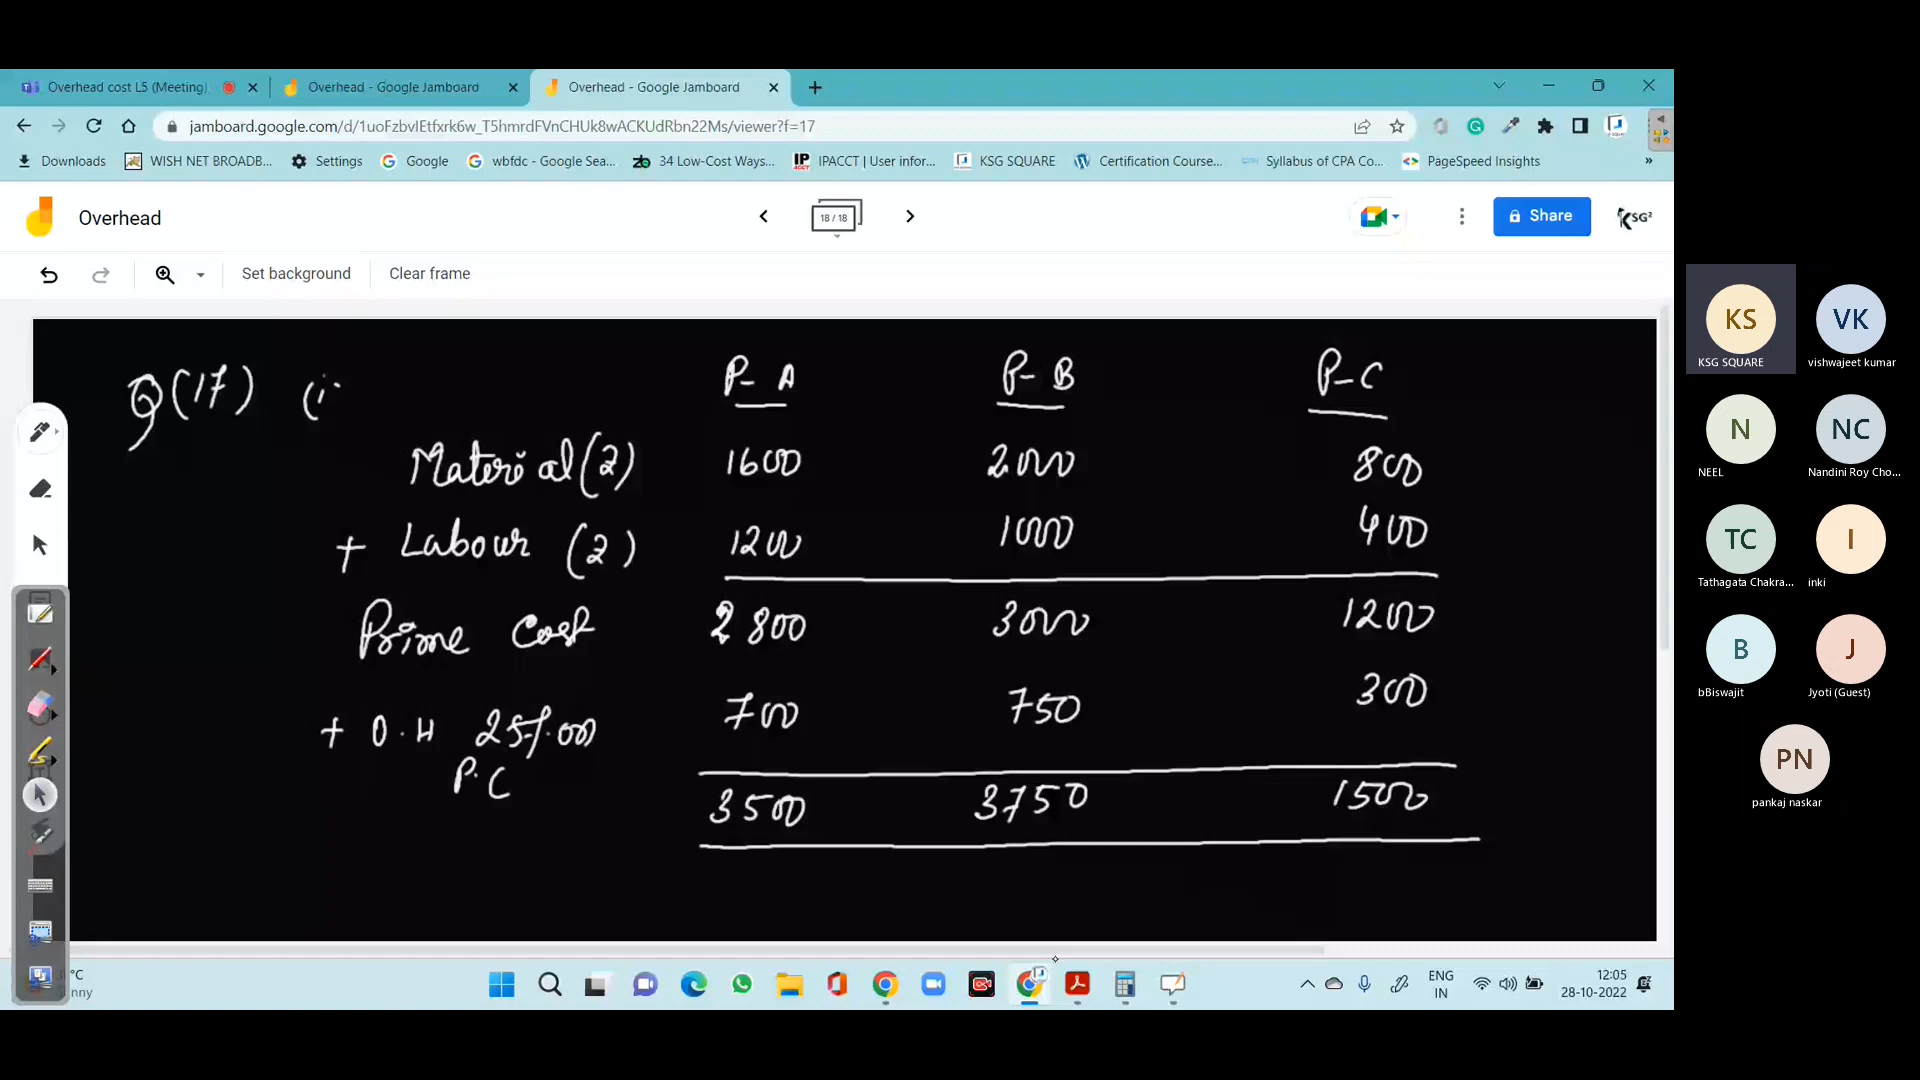 Overhead cost L5 (Meeting)
Overhead - Google Jamboard
Overhead - Google Jamboard
jamboard.google.com/d/1uoFzbvIEtfxrk6w_T5hmrdFVnCHUk8wACKUdRbn22Ms/viewer?f=17
Downloads WISH NET BROADB... Settings Google wbfdc - Google Sea... 34 Low-Cost Ways... IPACCT | User infor... KSG SQUARE Certification Course... Syllabus of CPA Co... PageSpeed Insights »
Overhead 18 / 18 Share KSG²
Set background Clear frame
Q(17) (i P- A P- B P-C
Material (2) 1600 2000 800
+ Labour (2) 1200 1000 400
Prime Cost 2800 3000 1200
+ O.H 25% on 700 750 300
P.C
3500 3750 1500
KS
KSG SQUARE
VK
vishwajeet kumar
N
NEEL
NC
Nandini Roy Cho...
TC
Tathagata Chakra...
I
inki
B
bBiswajit
J
Jyoti (Guest)
PN
pankaj naskar
°C
nny
ENG
IN
12:05
28-10-2022